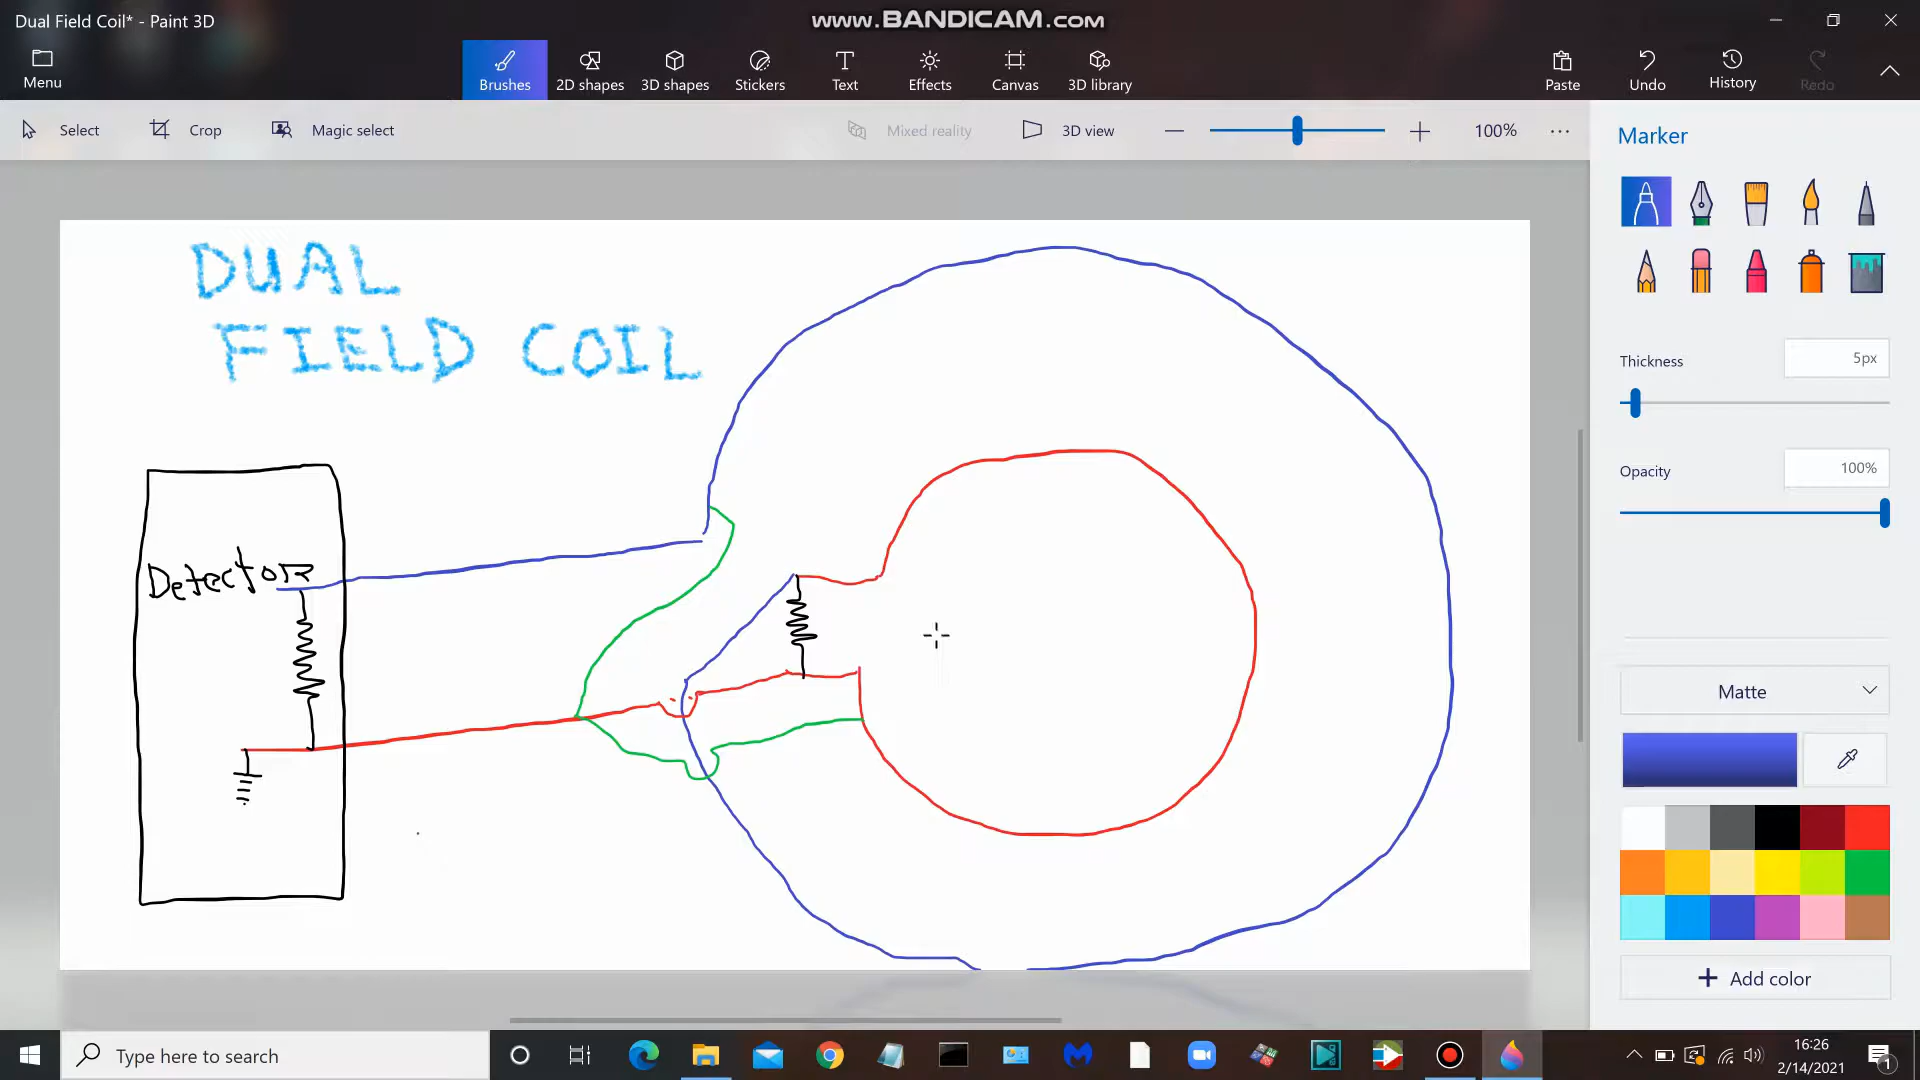 Dual Field Coil* - Paint 3D
www.BANDICAM.com
Menu
Brushes
2D shapes
3D shapes
Stickers
Text
Effects
Canvas
3D library
Paste
Undo
History
Redo
Select
Crop
Magic select
Mixed reality
3D view
100%
Marker
DUAL
FIELD COIL
Thickness
5px
Opacity
100%
Detector
Matte
+ Add color
Type here to search
16:26
2/14/2021
1